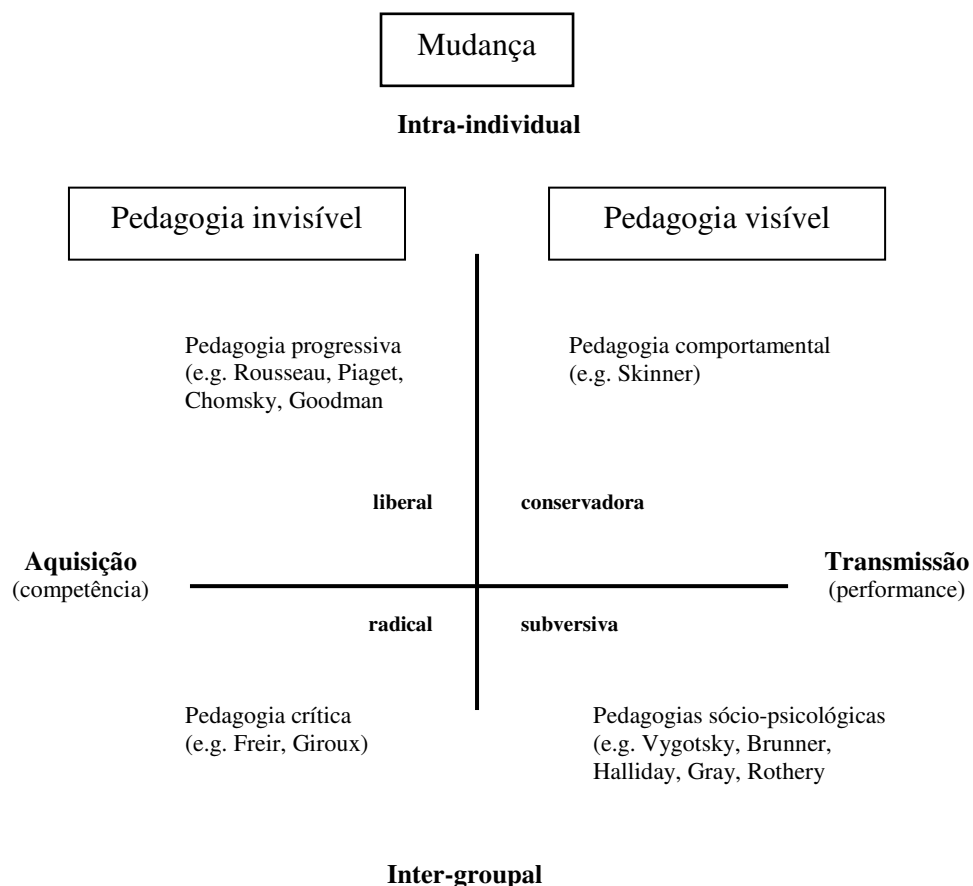 Mudança
Intra-individual
Pedagogia invisível
Pedagogia visível
Pedagogia progressiva
(e.g. Rousseau, Piaget,
Chomsky, Goodman
Pedagogia comportamental
(e.g. Skinner)
liberal
conservadora
Aquisição
(competência)
Transmissão
(performance)
radical
subversiva
Pedagogia crítica
(e.g. Freir, Giroux)
Pedagogias sócio-psicológicas
(e.g. Vygotsky, Brunner,
Halliday, Gray, Rothery
Inter-groupal